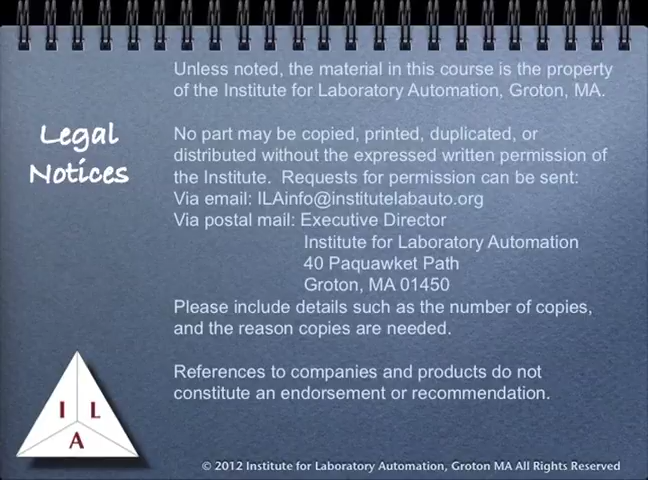 Legal
Notices
Unless noted, the material in this course is the property
of the Institute for Laboratory Automation, Groton, MA.
No part may be copied, printed, duplicated, or
distributed without the expressed written permission of
the Institute. Requests for permission can be sent:
Via email: ILAinfo@institutelabauto.org
Via postal mail: Executive Director
Institute for Laboratory Automation
40 Paquawket Path
Groton, MA 01450
Please include details such as the number of copies,
and the reason copies are needed.
References to companies and products do not
constitute an endorsement or recommendation.
I L
A
© 2012 Institute for Laboratory Automation, Groton MA All Rights Reserved